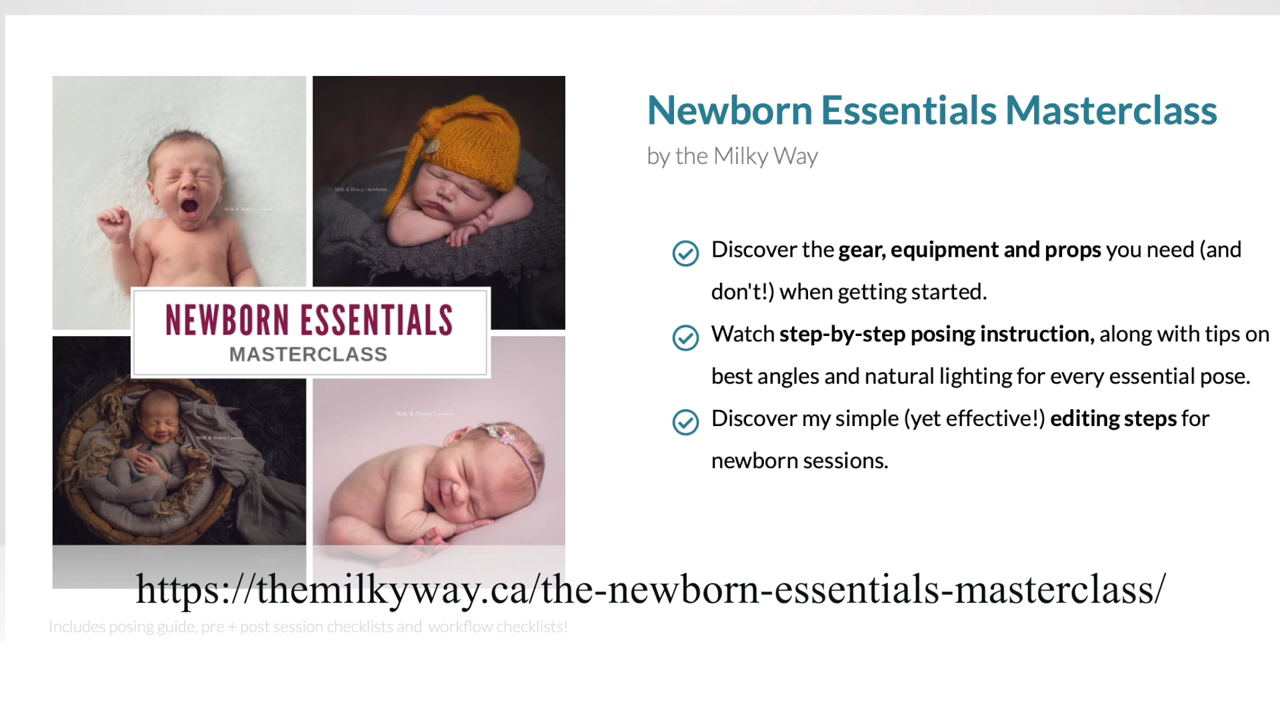 Newborn Essentials Masterclass
by the Milky Way
Discover the gear, equipment and props you need (and
don't!) when getting started.
Watch step-by-step posing instruction, along with tips on
best angles and natural lighting for every essential pose.
Discover my simple (yet effective!) editing steps for
newborn sessions.
NEWBORN ESSENTIALS
MASTERCLASS
https://themilkyway.ca/the-newborn-essentials-masterclass/
Includes posing guide, pre + post session checklists and workflow checklists!